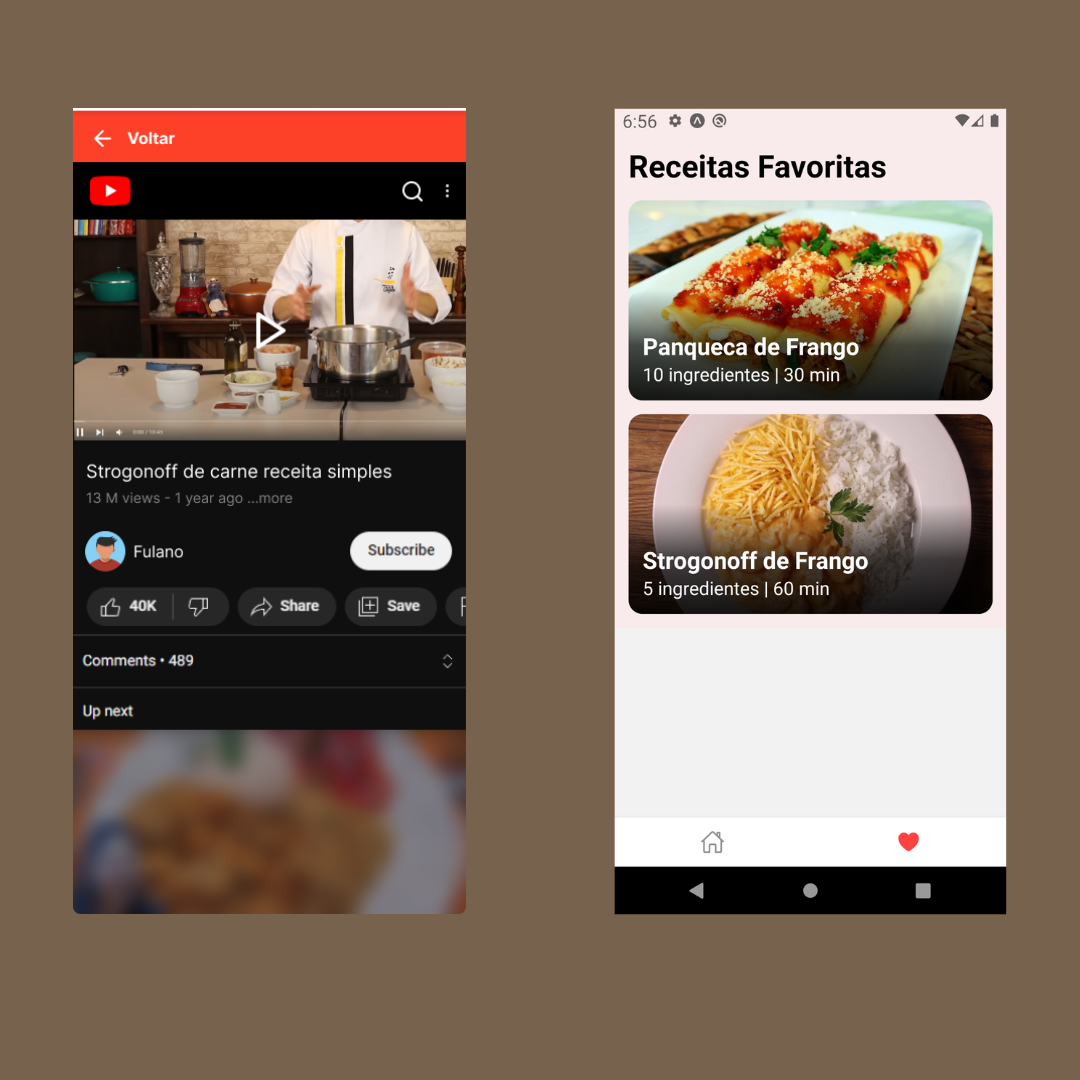 Voltar
Strogonoff de carne receita simples
13 M views - 1 year ago ...more
Fulano
Subscribe
40K
Share
Save
Comments • 489
Up next
6:56
Receitas Favoritas
Panqueca de Frango
10 ingredientes | 30 min
Strogonoff de Frango
5 ingredientes | 60 min